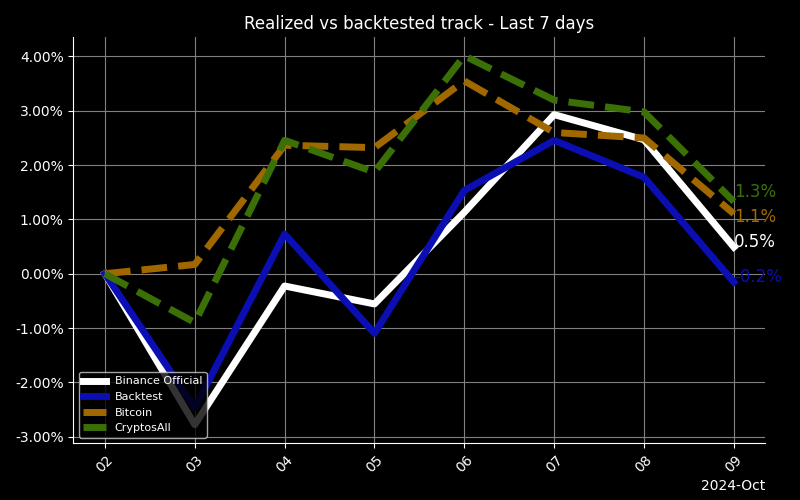 Realized vs backtested track - Last 7 days
4.00%
3.00%
2.00%
1.00%
0.00%
-1.00%
-2.00%
-3.00%
1.3%
1.1%
0.5%
-0.2%
Binance Official
Backtest
Bitcoin
CryptosAll
02 03 04 05 06 07 08 09
2024-Oct